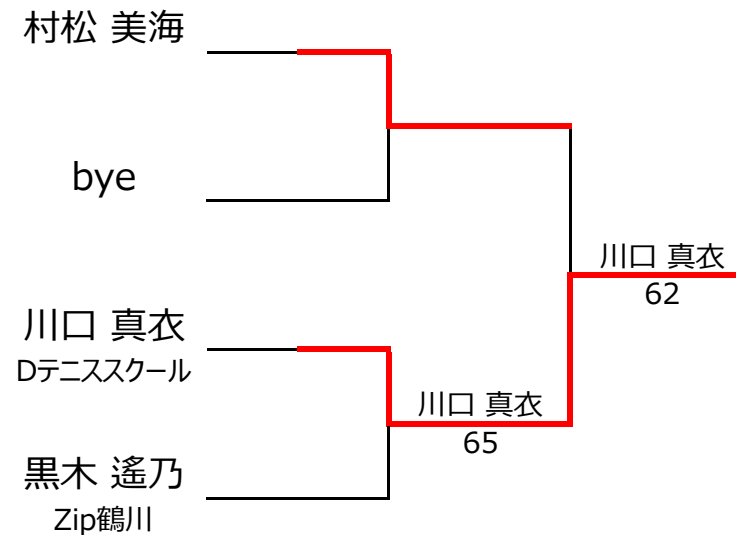 村松 美海
bye
川口 真衣
62
川口 真衣
Dテニススクール
川口 真衣
65
黒木 遙乃
Zip鶴川